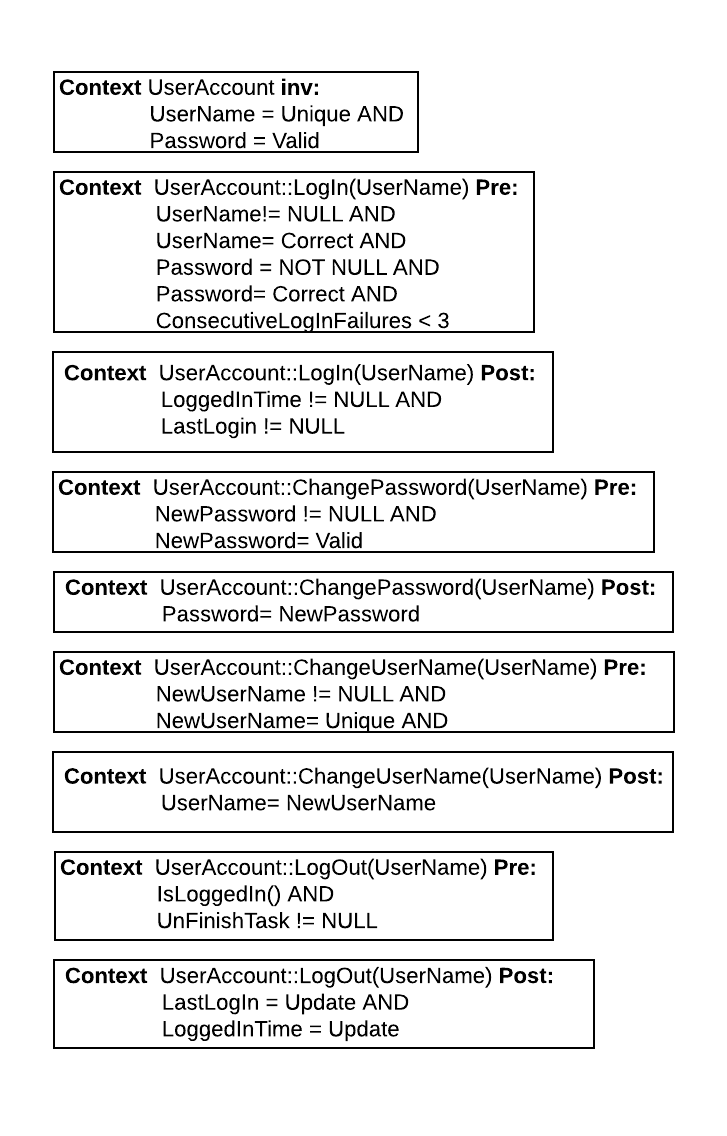 Context UserAccount inv:
UserName = Unique AND
Password = Valid
Context UserAccount::LogIn(UserName) Pre:
UserName!= NULL AND
UserName= Correct AND
Password = NOT NULL AND
Password= Correct AND
ConsecutiveLogInFailures < 3
Context UserAccount::LogIn(UserName) Post:
LoggedInTime != NULL AND
LastLogin != NULL
Context UserAccount::ChangePassword(UserName) Pre:
NewPassword != NULL AND
NewPassword= Valid
Context UserAccount::ChangePassword(UserName) Post:
Password= NewPassword
Context UserAccount::ChangeUserName(UserName) Pre:
NewUserName != NULL AND
NewUserName= Unique AND
Context UserAccount::ChangeUserName(UserName) Post:
UserName= NewUserName
Context UserAccount::LogOut(UserName) Pre:
IsLoggedIn() AND
UnFinishTask != NULL
Context UserAccount::LogOut(UserName) Post:
LastLogIn = Update AND
LoggedInTime = Update